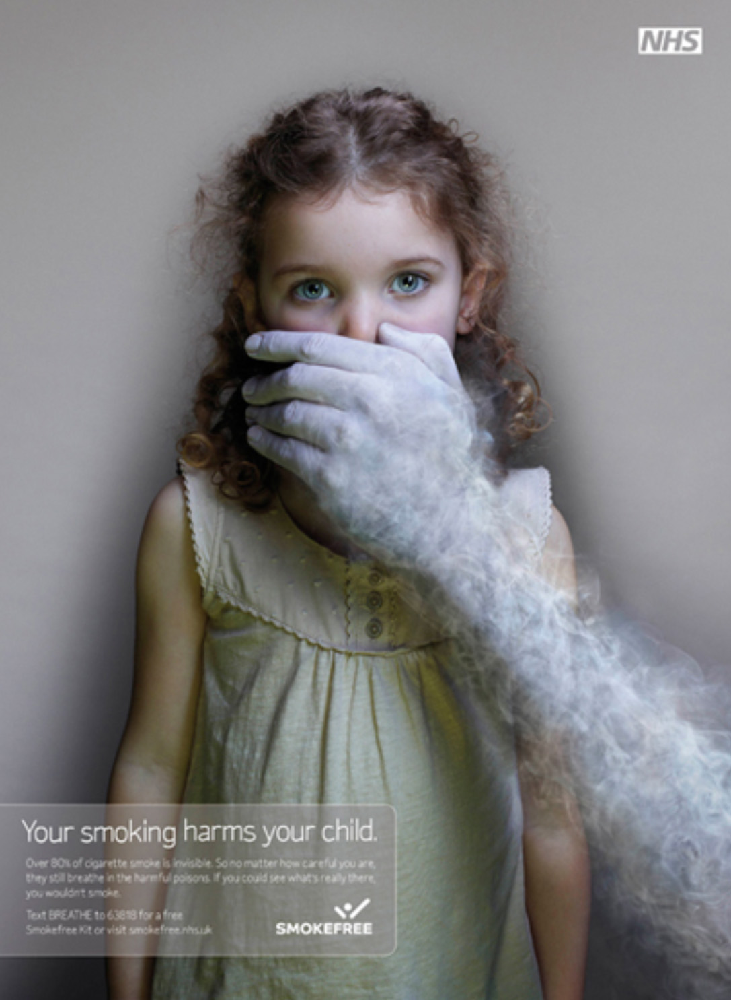 NHS
Your smoking harms your child.
Over 80% of cigarette smoke is invisible. So no matter how careful you are,
they still breathe in the harmful poisons. If you could see what's really there,
you wouldn't smoke.
Text BREATHE to 63818 for a free
Smokefree Kit or visit smokefree.nhs.uk
SMOKEFREE